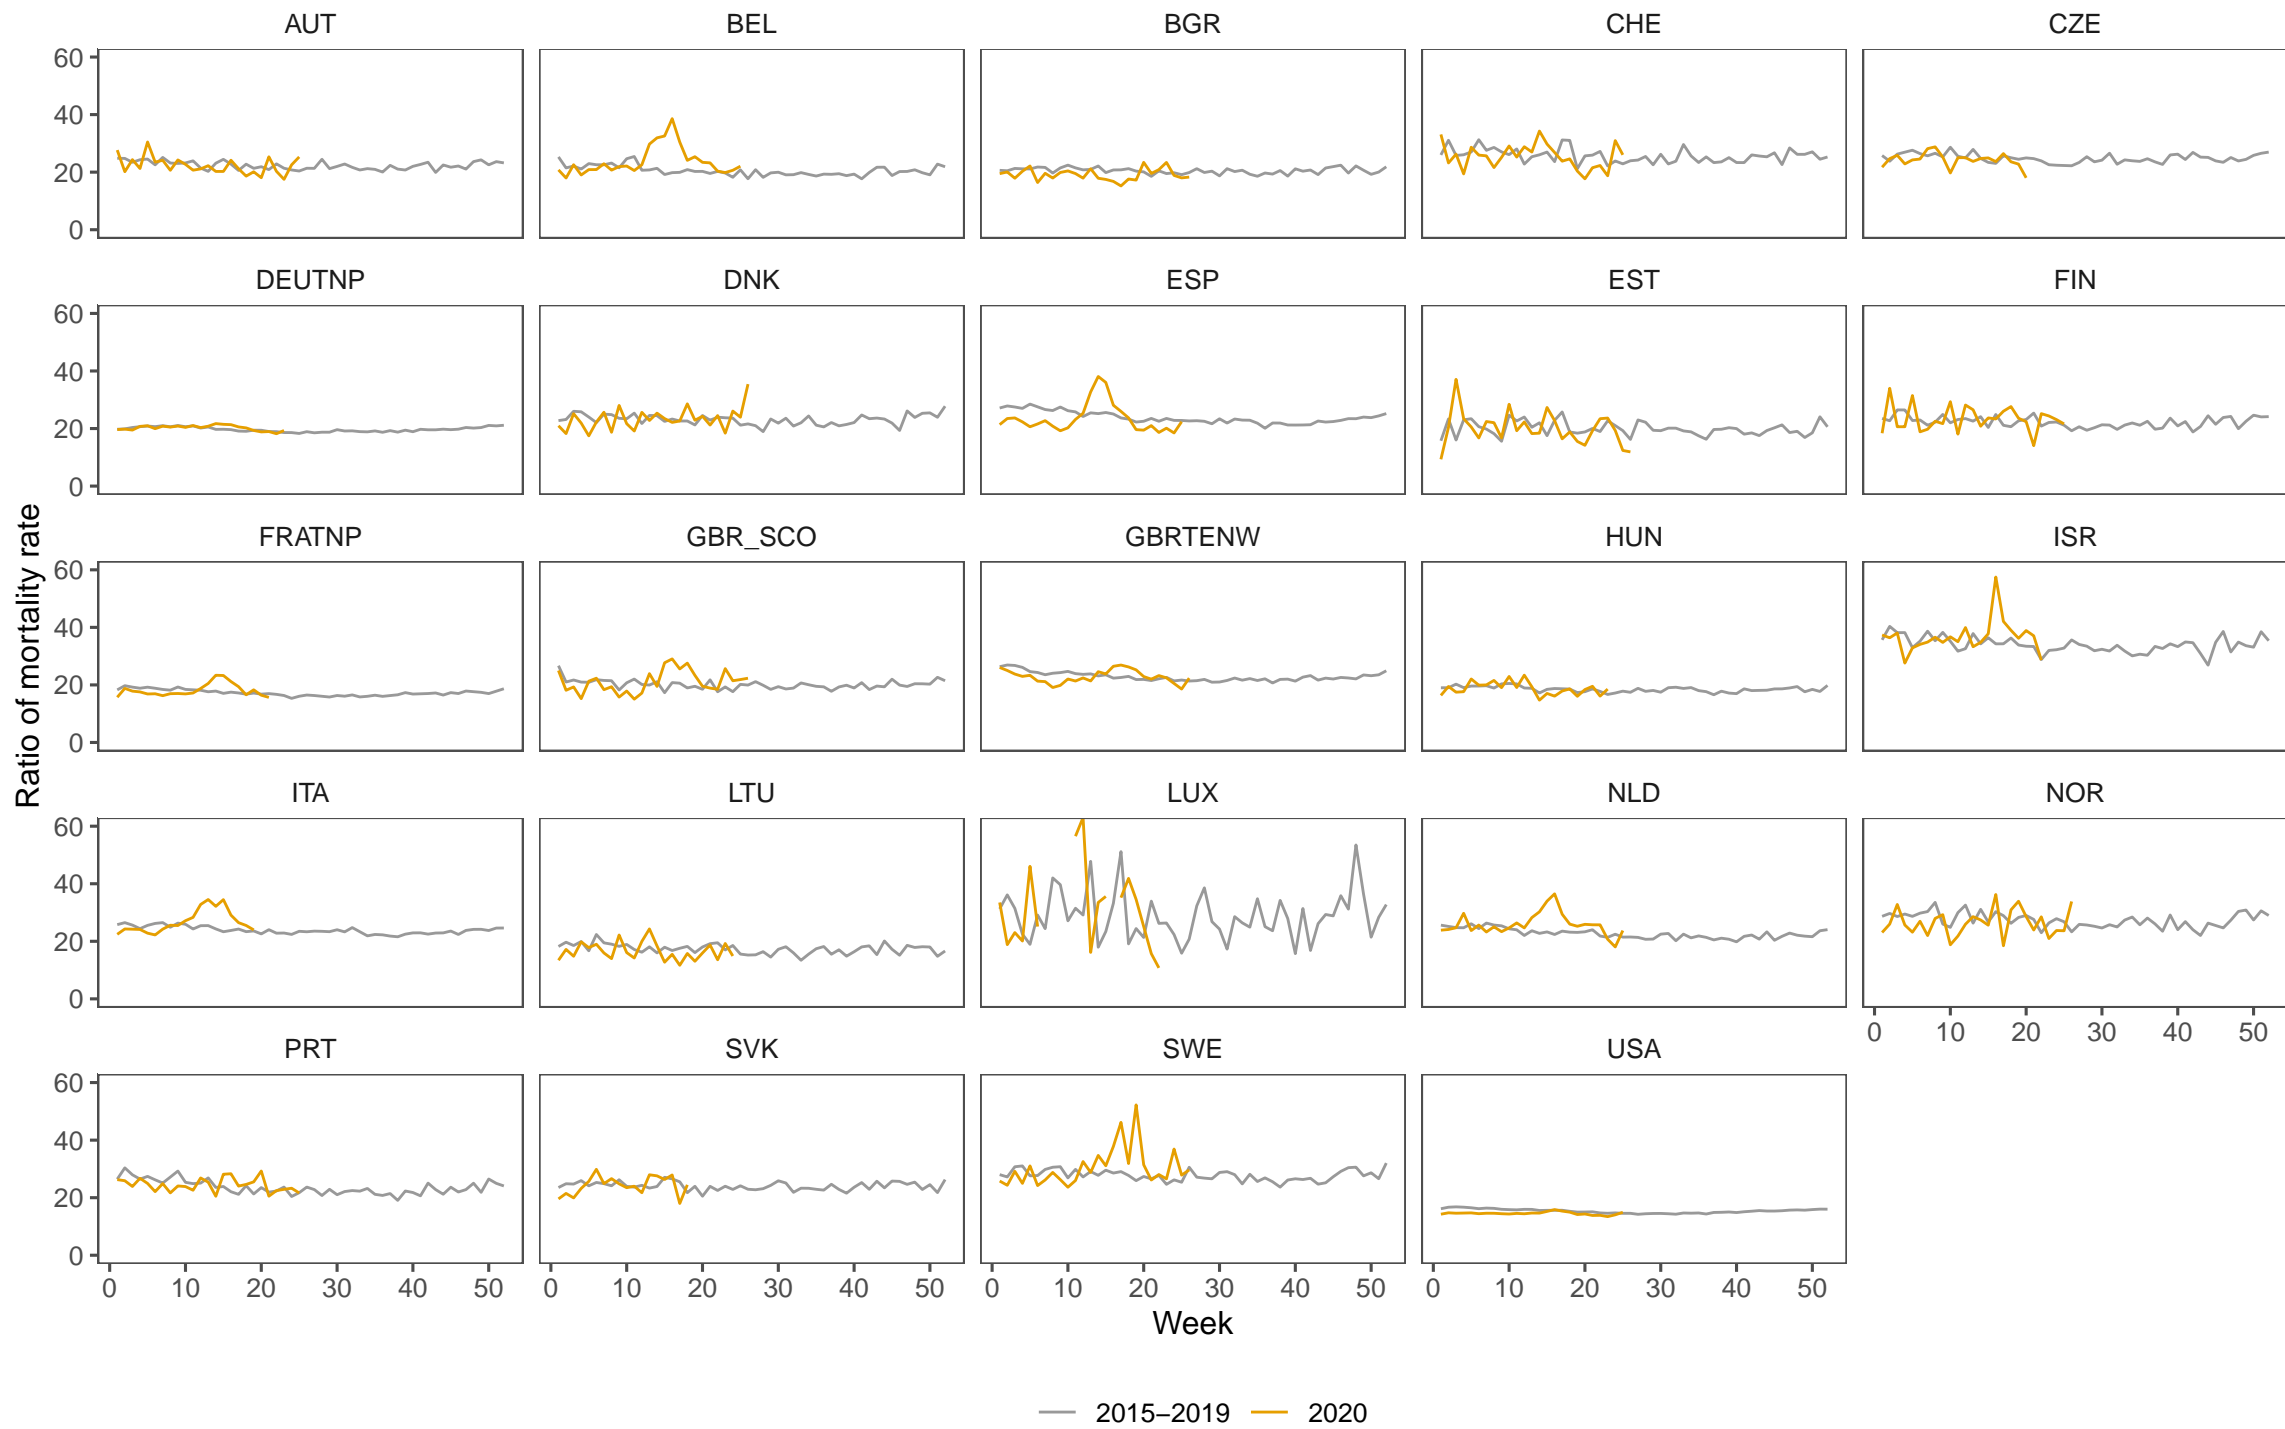 AUT BEL BGR CHE CZE
60
40
20
0
DEUTNP DNK ESP EST FIN
60
40
20
0
FRATNP GBR_SCO GBRTENW HUN ISR
60
40
20
0
Ratio of mortality rate
ITA LTU LUX NLD NOR
60
40
20
0
0 10 20 30 40 50
PRT SVK SWE USA
60
40
20
0
0 10 20 30 40 50 0 10 20 30 40 50 0 10 20 30 40 50 0 10 20 30 40 50
Week
2015–2019 2020